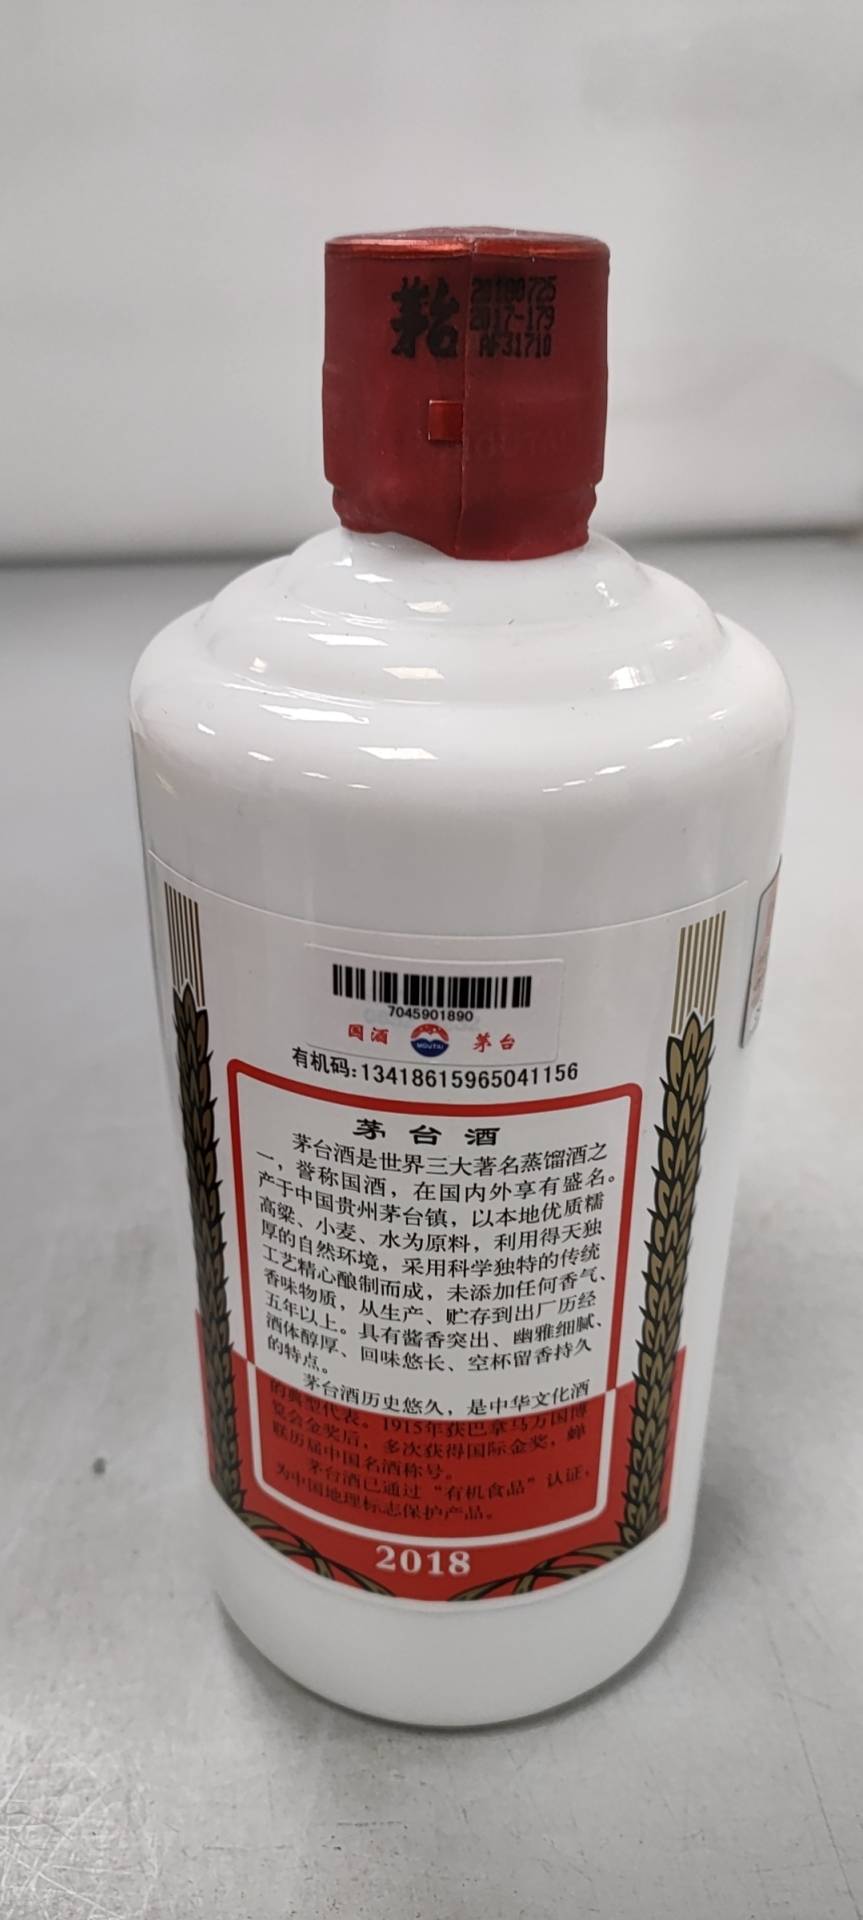 茅台
20180725
2017-179
AF31710
7045901890
国酒 MOUTAI 茅台
有机码:13418615965041156
茅台酒
茅台酒是世界三大著名蒸馏酒之
一，誉称国酒，在国内外享有盛名。
产于中国贵州茅台镇，以本地优质糯
高粱、小麦、水为原料，利用得天独
厚的自然环境，采用科学独特的传统
工艺精心酿制而成，未添加任何香气、
香味物质，从生产、贮存到出厂历经
五年以上。具有酱香突出、幽雅细腻、
酒体醇厚、回味悠长、空杯留香持久
的特点。
茅台酒历史悠久，是中华文化酒
的典型代表。1915年获巴拿马万国博
览会金奖后，多次获得国际金奖，蝉
联历届中国名酒称号。
茅台酒已通过“有机食品”认证，
为中国地理标志保护产品。
2018